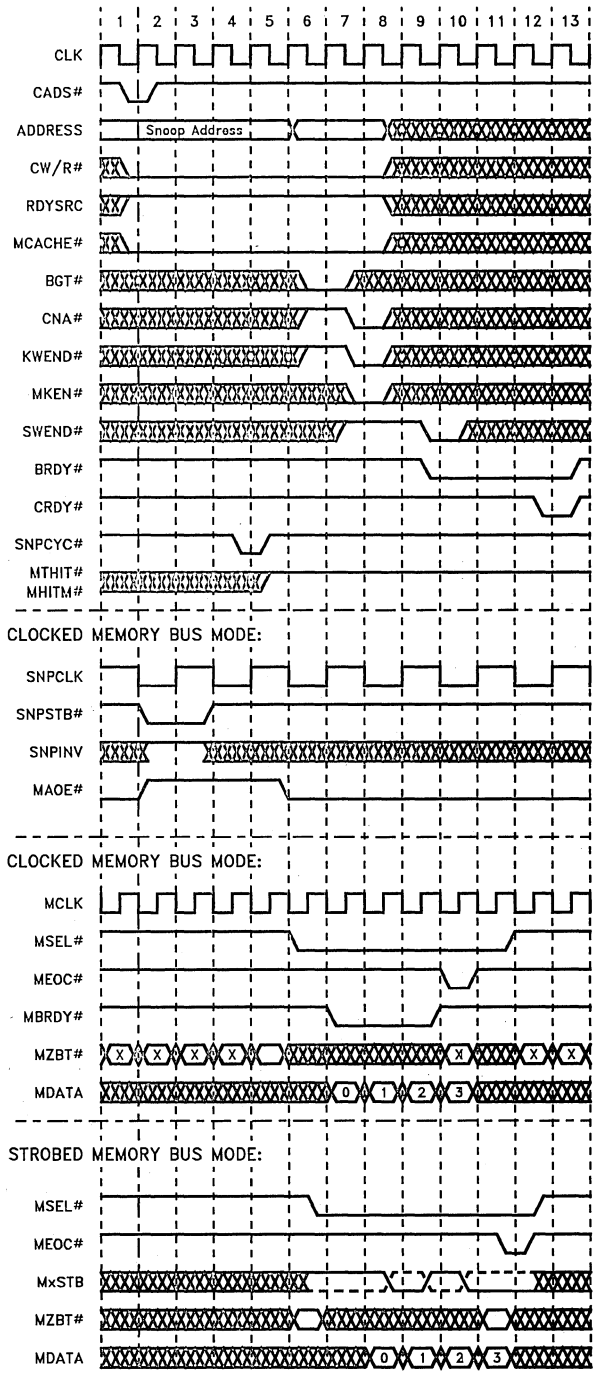 1 2 3 4 5 6 7 8 9 10 11 12 13
CLK
CADS#
ADDRESS Snoop Address
CW/R#
RDYSRC
MCACHE#
BGT#
CNA#
KWEND#
MKEN#
SWEND#
BRDY#
CRDY#
SNPCYC#
MTHIT#
MHITM#
CLOCKED MEMORY BUS MODE:
SNPCLK
SNPSTB#
SNPINV
MAOE#
CLOCKED MEMORY BUS MODE:
MCLK
MSEL#
MEOC#
MBRDY#
MZBT# X X X X X X X
MDATA 0 1 2 3
STROBED MEMORY BUS MODE:
MSEL#
MEOC#
MxSTB
MZBT#
MDATA 0 1 2 3